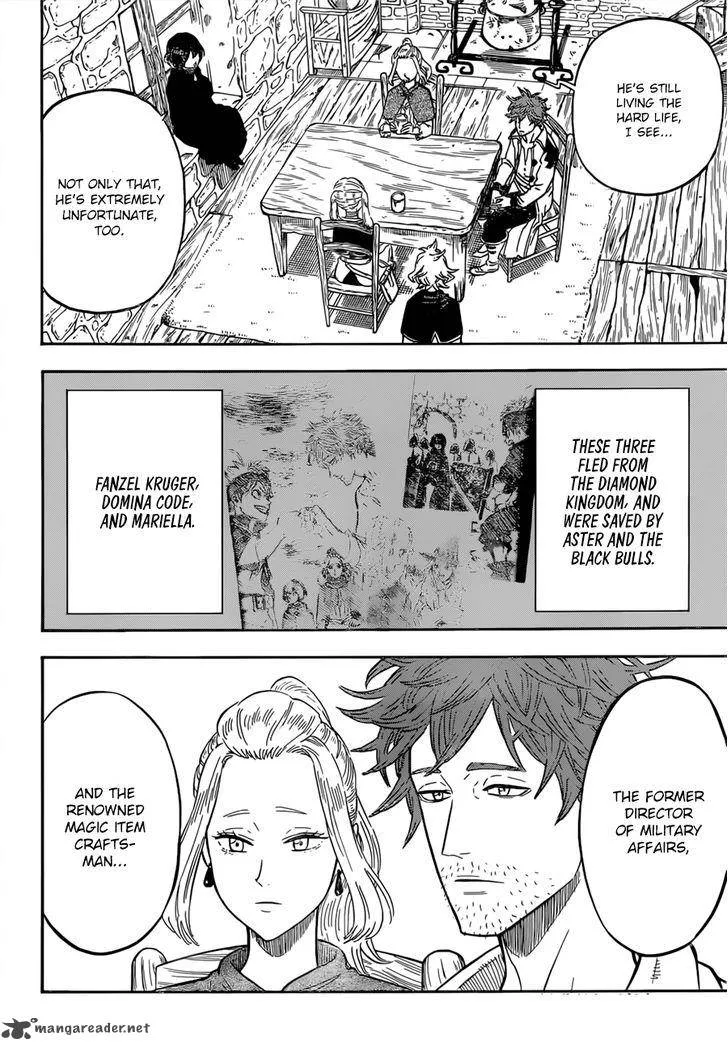 HE'S STILL
LIVING THE
HARD LIFE,
I SEE...
NOT ONLY THAT,
HE'S EXTREMELY
UNFORTUNATE,
TOO.
THESE THREE
FLED FROM
THE DIAMOND
KINGDOM, AND
WERE SAVED BY
ASTER AND THE
BLACK BULLS.
FANZEL KRUGER,
DOMINA CODE,
AND MARIELLA.
THE FORMER
DIRECTOR
OF MILITARY
AFFAIRS,
AND THE
RENOWNED
MAGIC ITEM
CRAFTS-
MAN...
mangareader.net